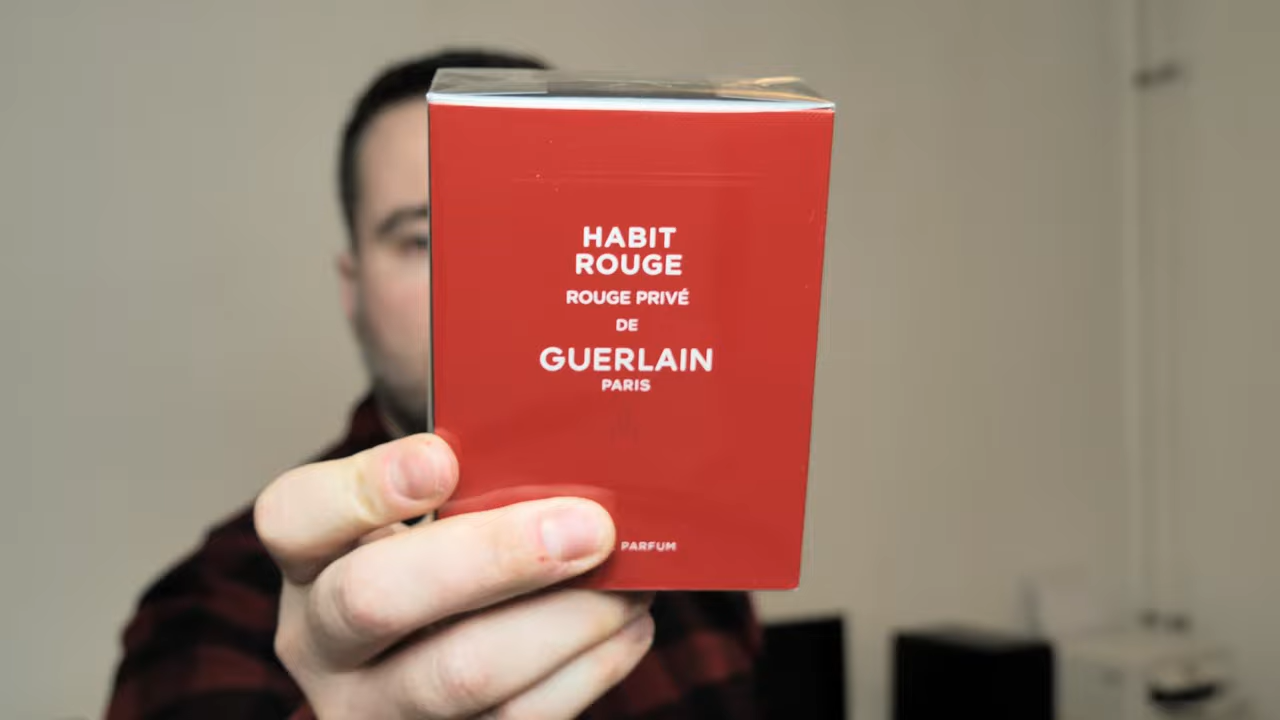 HABIT
ROUGE
ROUGE PRIVÉ
DE
GUERLAIN
PARIS
PARFUM